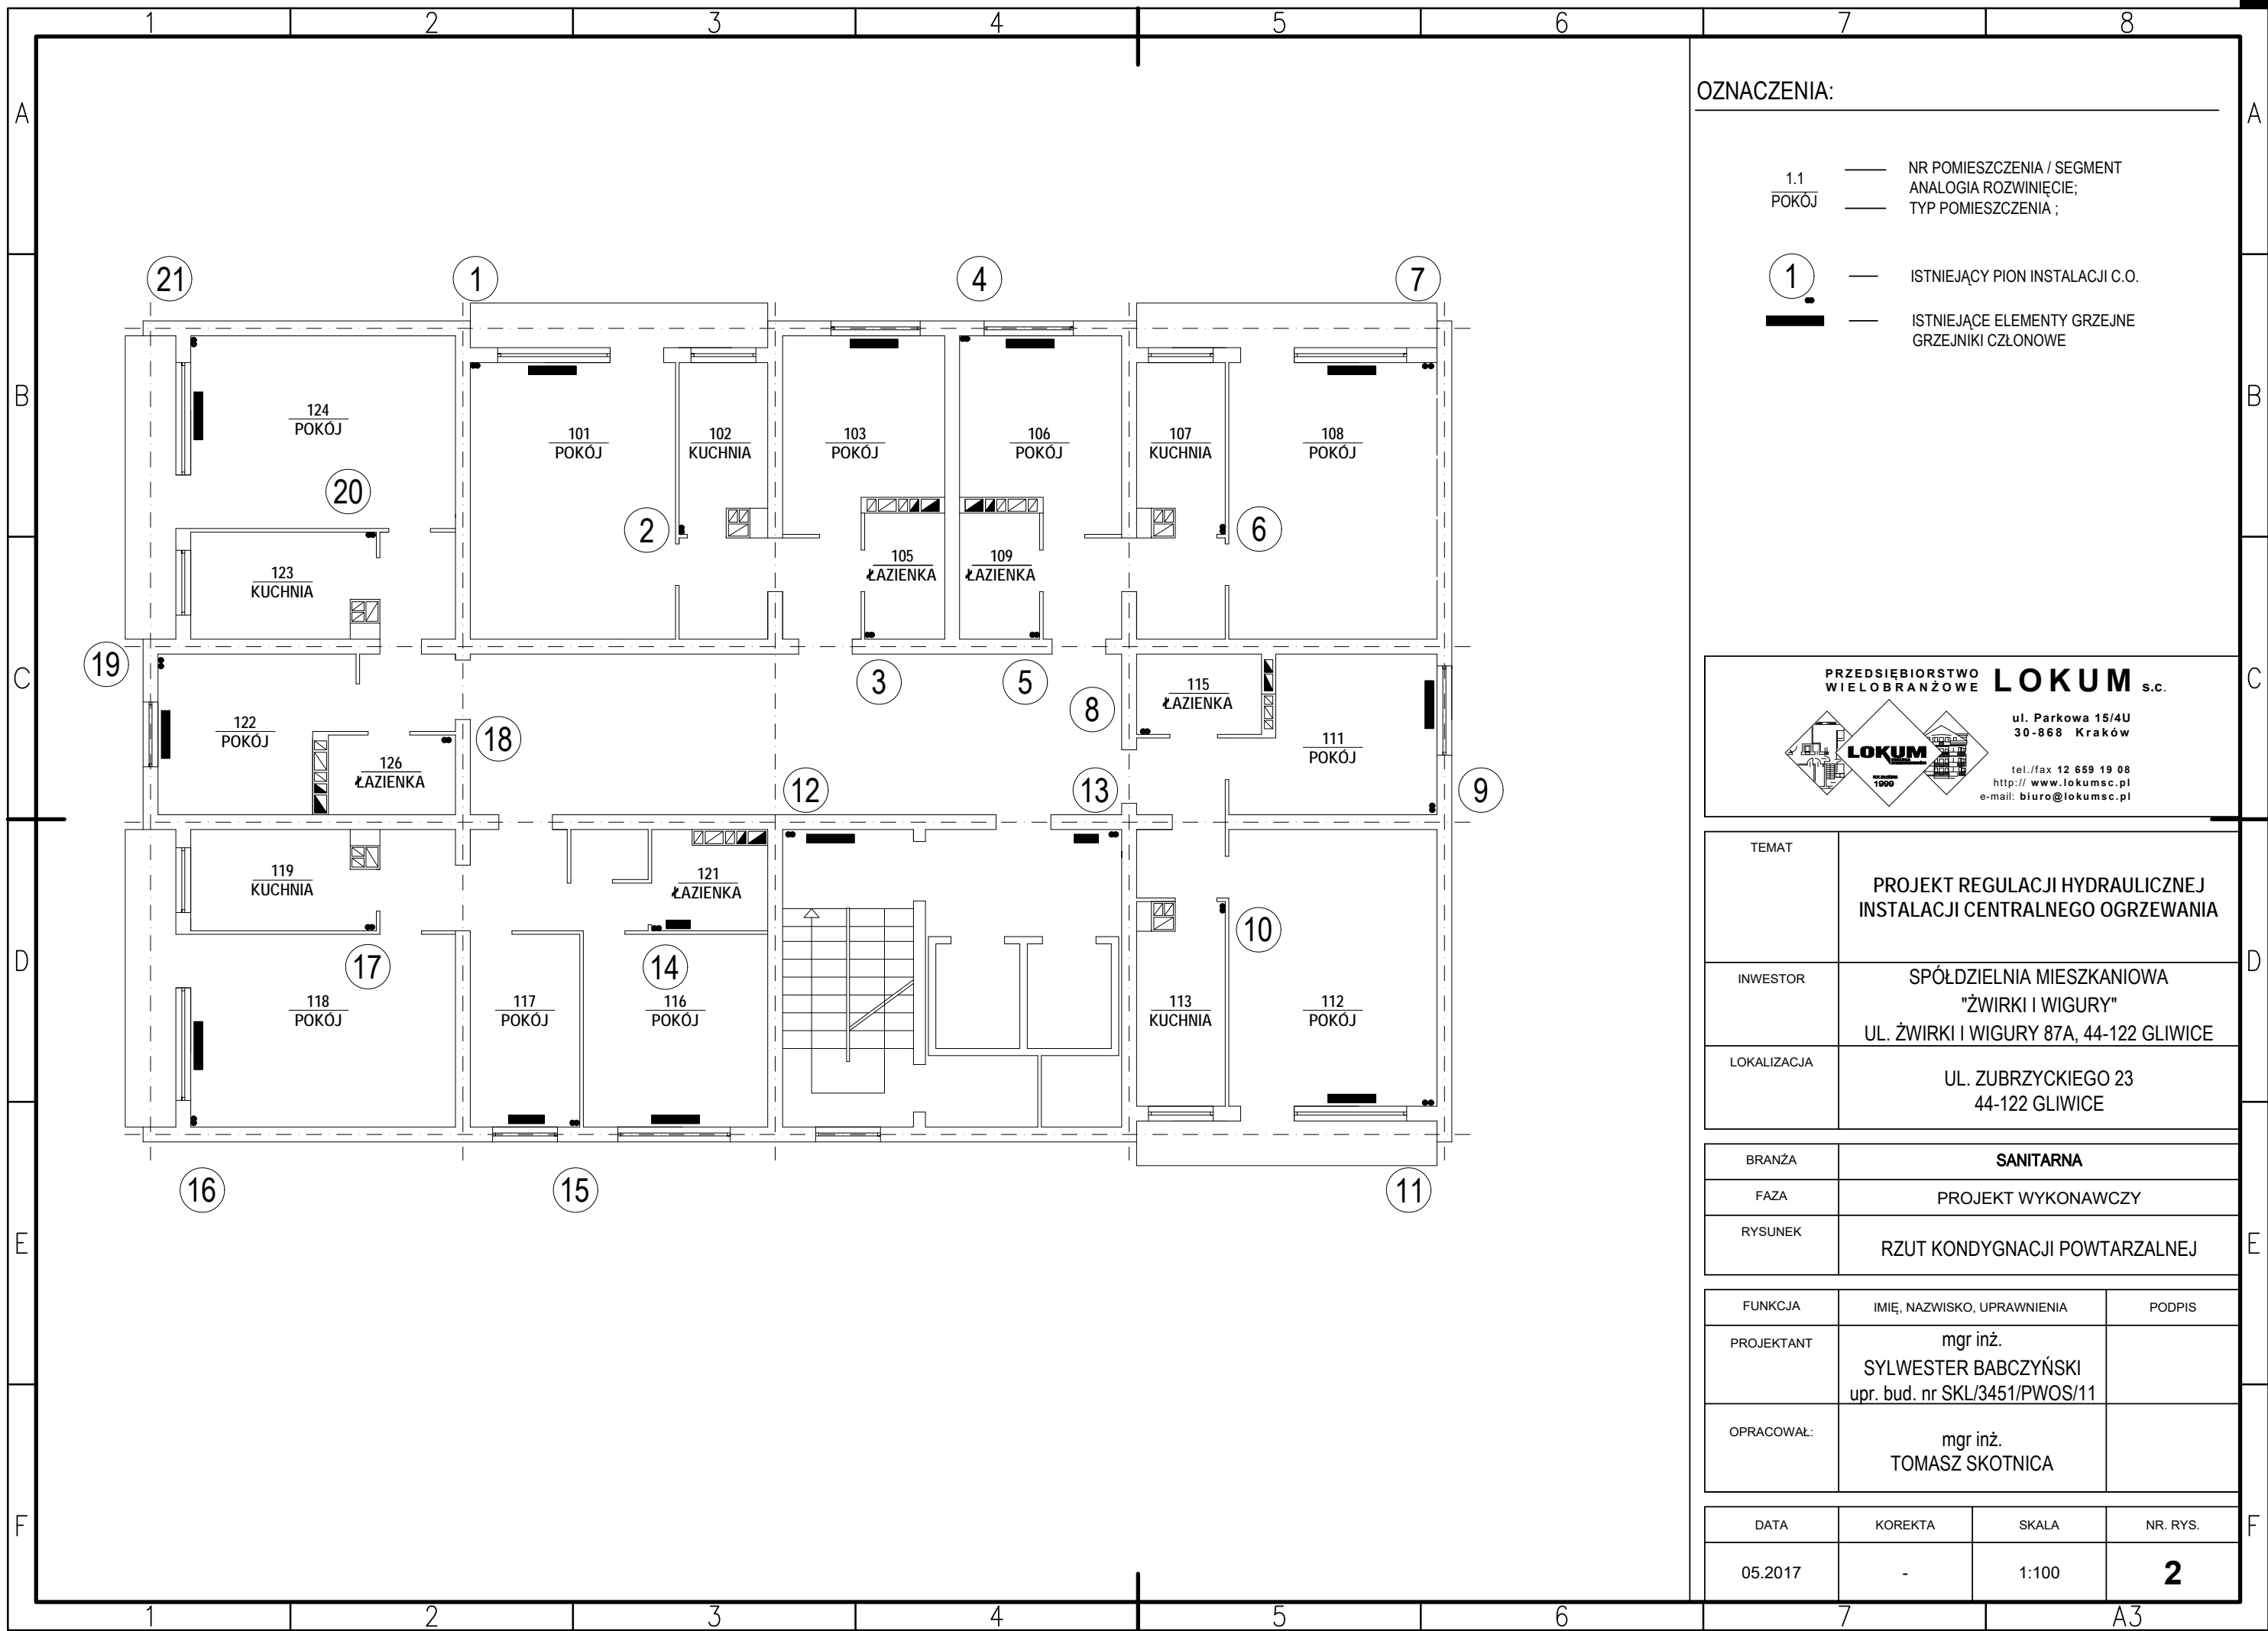 1 2 3 4 5 6 7 8
A A
B B
C C
D D
E E
F F
21 1 4 7
124
POKÓJ
101
POKÓJ
102
KUCHNIA
103
POKÓJ
106
POKÓJ
107
KUCHNIA
108
POKÓJ
20
2
6
123
KUCHNIA
105
ŁAZIENKA
109
ŁAZIENKA
19
3
5
8
115
ŁAZIENKA
122
POKÓJ
18
111
POKÓJ
126
ŁAZIENKA
12
13
9
119
KUCHNIA
121
ŁAZIENKA
17
14
10
118
POKÓJ
117
POKÓJ
116
POKÓJ
113
KUCHNIA
112
POKÓJ
16
15
11
OZNACZENIA:
1.1
POKÓJ
NR POMIESZCZENIA / SEGMENT
ANALOGIA ROZWINIĘCIE;
TYP POMIESZCZENIA ;
1
ISTNIEJĄCY PION INSTALACJI C.O.
ISTNIEJĄCE ELEMENTY GRZEJNE
GRZEJNIKI CZŁONOWE
PRZEDSIĘBIORSTWO
WIELOBRANŻOWE LOKUM s.c.
ul. Parkowa 15/4U
30-868 Kraków
LOKUM
1999
tel./fax 12 659 19 08
http:// www.lokumsc.pl
e-mail: biuro@lokumsc.pl
TEMAT
PROJEKT REGULACJI HYDRAULICZNEJ
INSTALACJI CENTRALNEGO OGRZEWANIA
INWESTOR
SPÓŁDZIELNIA MIESZKANIOWA
"ŻWIRKI I WIGURY"
UL. ŻWIRKI I WIGURY 87A, 44-122 GLIWICE
LOKALIZACJA
UL. ZUBRZYCKIEGO 23
44-122 GLIWICE
BRANŻA SANITARNA
FAZA PROJEKT WYKONAWCZY
RYSUNEK RZUT KONDYGNACJI POWTARZALNEJ
FUNKCJA IMIĘ, NAZWISKO, UPRAWNIENIA PODPIS
PROJEKTANT
mgr inż.
SYLWESTER BABCZYŃSKI
upr. bud. nr SKL/3451/PWOS/11
OPRACOWAŁ:
mgr inż.
TOMASZ SKOTNICA
DATA KOREKTA SKALA NR. RYS.
05.2017 - 1:100 2
1 2 3 4 5 6 7 A3